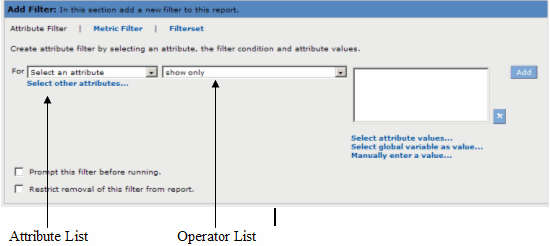 Add Filter: In this section add a new filter to this report.
Attribute Filter: | Metric Filter | Filterset
Create attribute filter by selecting an attribute, the filter condition and attribute values.
For Select an attribute show only Add
Select other attributes...
Select attribute values...
Select global variable as value...
Manually enter a value...
Prompt this filter before running.
Restrict removal of this filter from report.
Attribute List Operator List